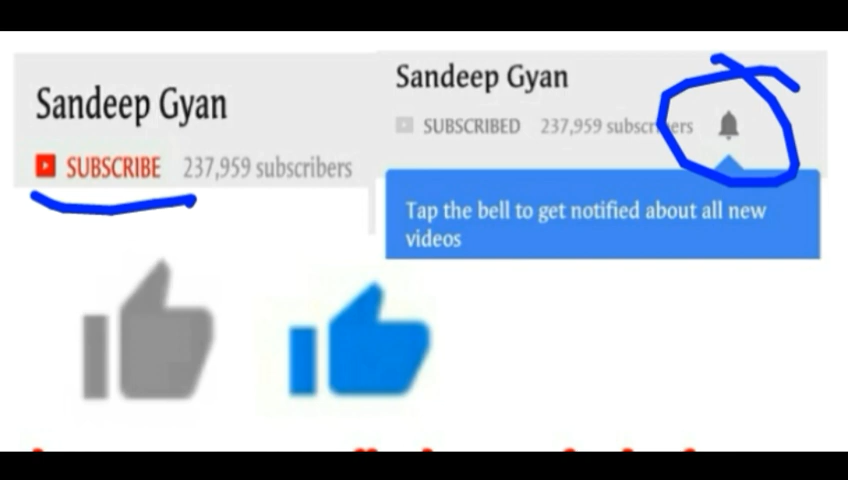 Sandeep Gyan
SUBSCRIBE 237,959 subscribers
Sandeep Gyan
SUBSCRIBED 237,959 subscribers
Tap the bell to get notified about all new
videos